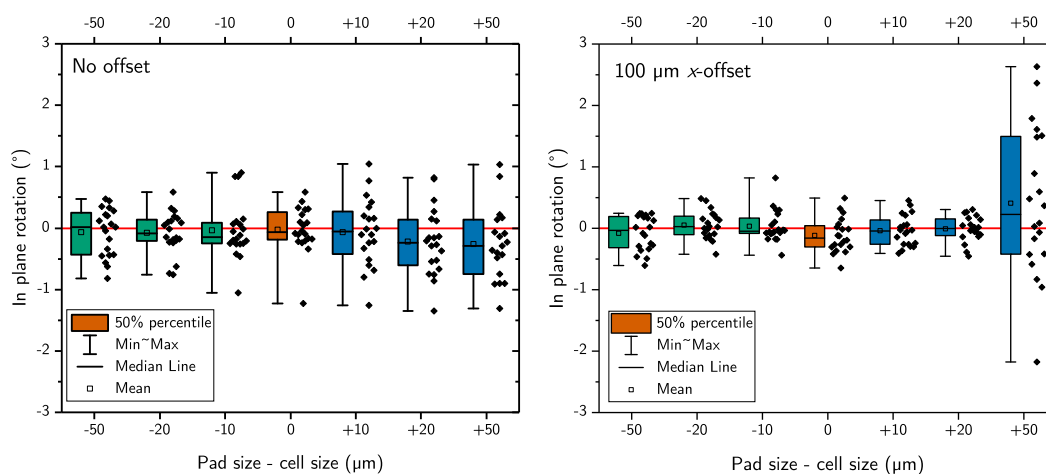 -50 -20 -10 0 +10 +20 +50
3
2
1
0
-1
-2
-3
In plane rotation (°)
No offset
50% percentile
Min~Max
Median Line
Mean
-50 -20 -10 0 +10 +20 +50
Pad size - cell size (µm)
-50 -20 -10 0 +10 +20 +50
3
2
1
0
-1
-2
-3
In plane rotation (°)
100 µm x-offset
50% percentile
Min~Max
Median Line
Mean
-50 -20 -10 0 +10 +20 +50
Pad size - cell size (µm)